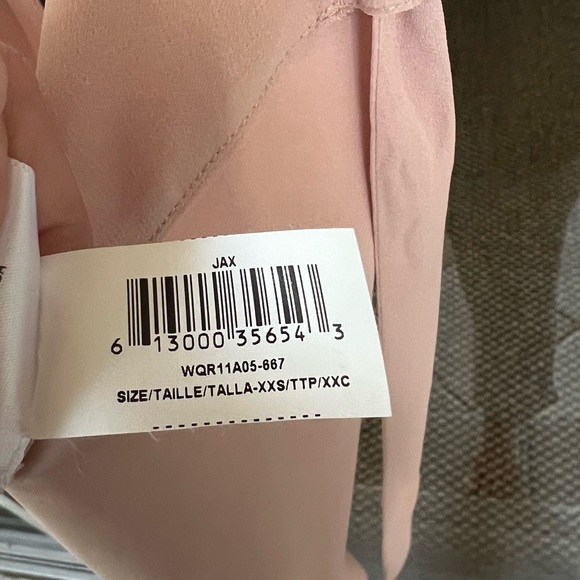 JAX
6 13000 35654 3
WQR11A05-667
SIZE/TAILLE/TALLA-XXS/TTP/XXC